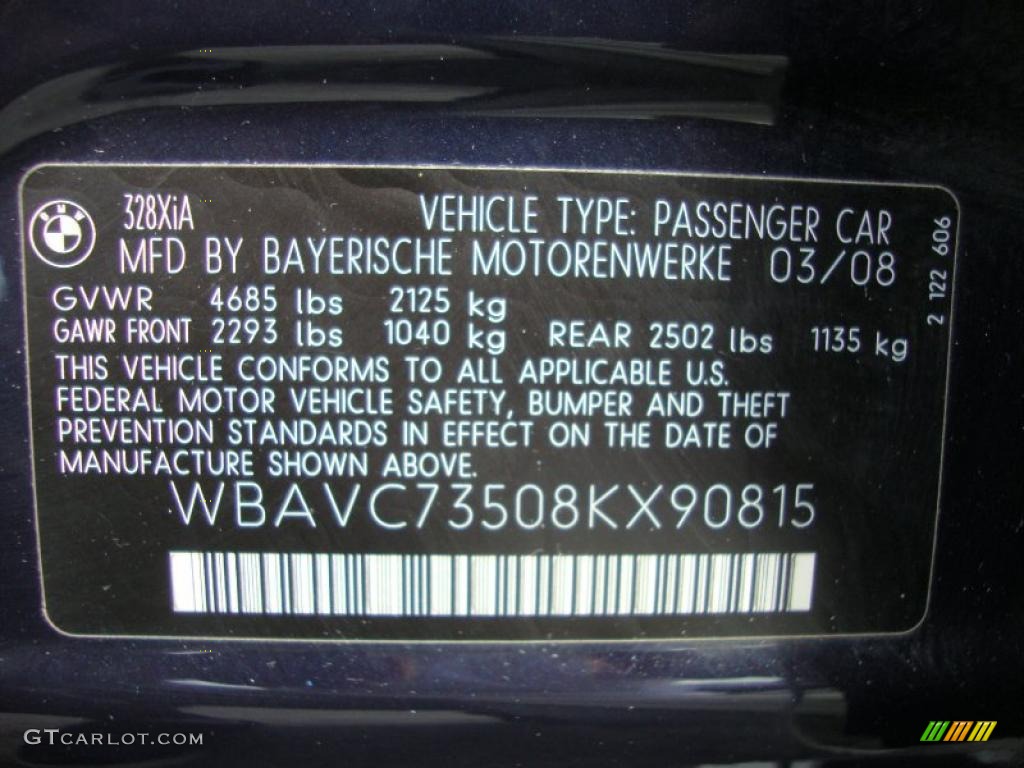 BMW
328XiA
VEHICLE TYPE: PASSENGER CAR
MFD BY BAYERISCHE MOTORENWERKE 03/08
GVWR 4685 lbs 2125 kg
GAWR FRONT 2293 lbs 1040 kg REAR 2502 lbs 1135 kg
THIS VEHICLE CONFORMS TO ALL APPLICABLE U.S.
FEDERAL MOTOR VEHICLE SAFETY, BUMPER AND THEFT
PREVENTION STANDARDS IN EFFECT ON THE DATE OF
MANUFACTURE SHOWN ABOVE.
WBAVC73508KX90815
2 122 606
GTCARLOT.COM